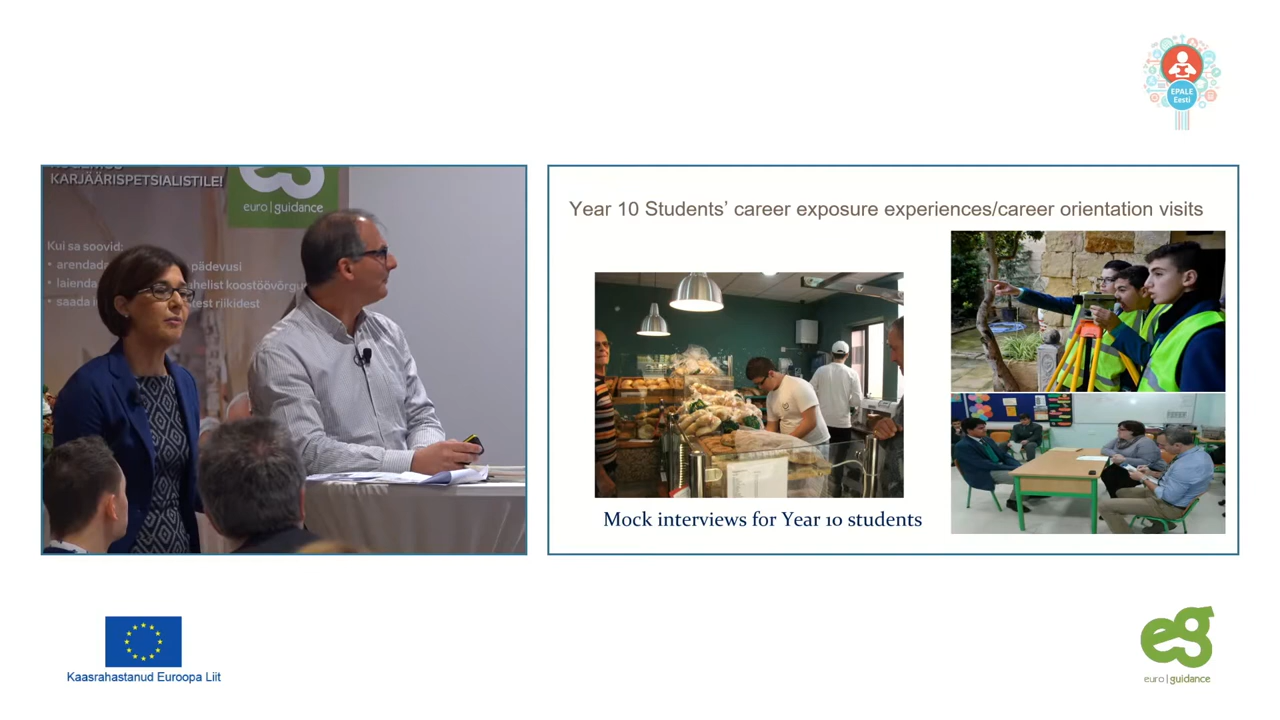 EPALE
Eesti
KARJÄÄRISPETSIALISTILE!
euro | guidance
Kui sa soovid:
pädevusi
riikidest
Year 10 Students’ career exposure experiences/career orientation visits
Mock interviews for Year 10 students
Kaasrahastanud Euroopa Liit
eg
euro | guidance